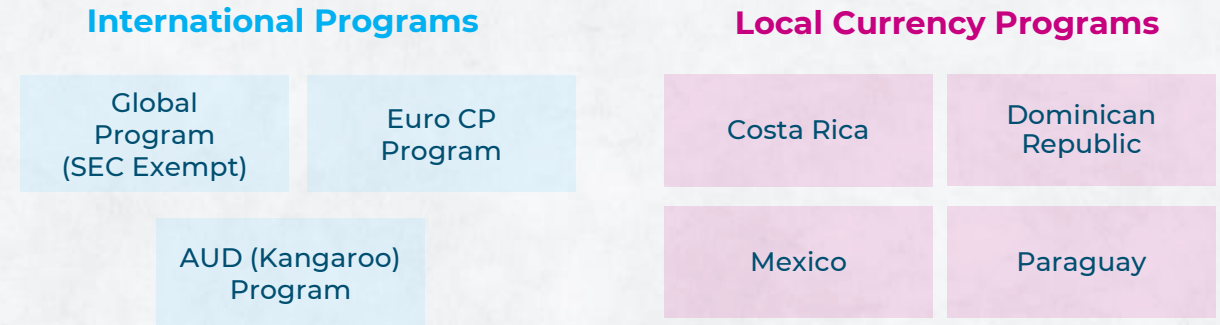 International Programs
Global
Program
(SEC Exempt)
Euro CP
Program
AUD (Kangaroo)
Program
Local Currency Programs
Costa Rica
Dominican
Republic
Mexico
Paraguay